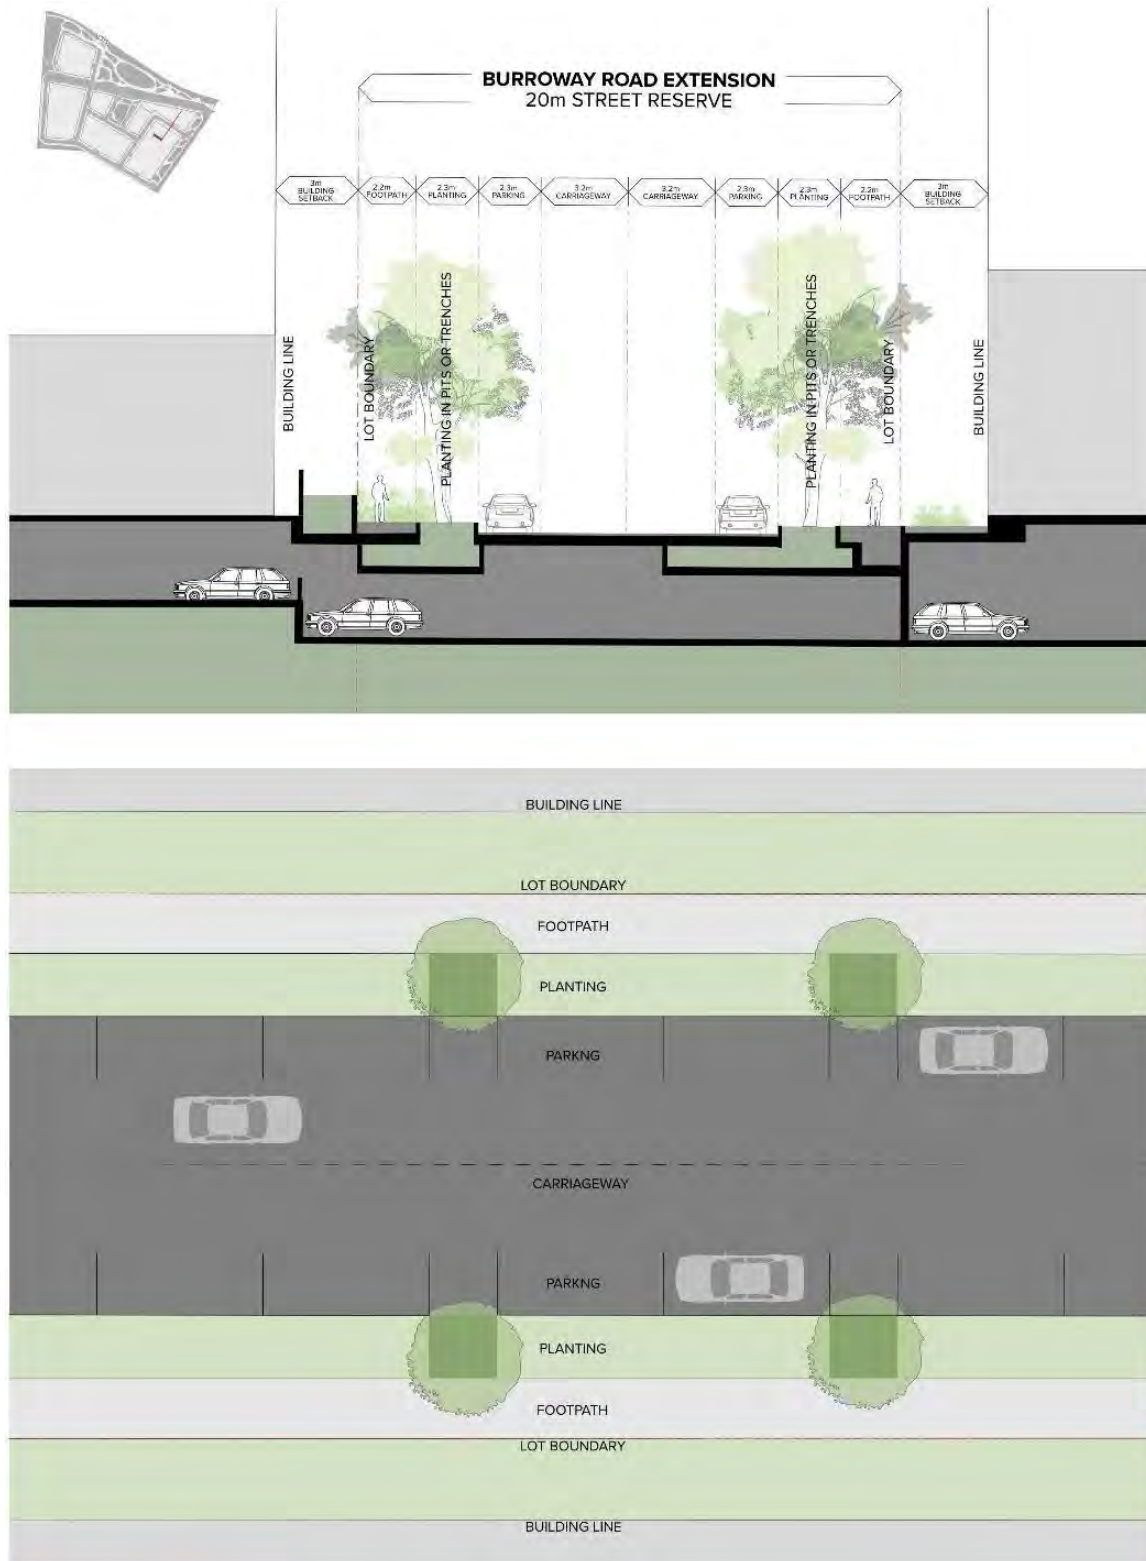 BURROWAY ROAD EXTENSION
20m STREET RESERVE
3m
BUILDING
SETBACK
2.2m
FOOTPATH
2.3m
PLANTING
2.3m
PARKING
3.2m
CARRIAGEWAY
3.2m
CARRIAGEWAY
2.3m
PARKING
2.3m
PLANTING
2.2m
FOOTPATH
3m
BUILDING
SETBACK
BUILDING LINE
LOT BOUNDARY
PLANTING IN PITS OR TRENCHES
PLANTING IN PITS OR TRENCHES
LOT BOUNDARY
BUILDING LINE
BUILDING LINE
LOT BOUNDARY
FOOTPATH
PLANTING
PARKNG
CARRIAGEWAY
PARKNG
PLANTING
FOOTPATH
LOT BOUNDARY
BUILDING LINE